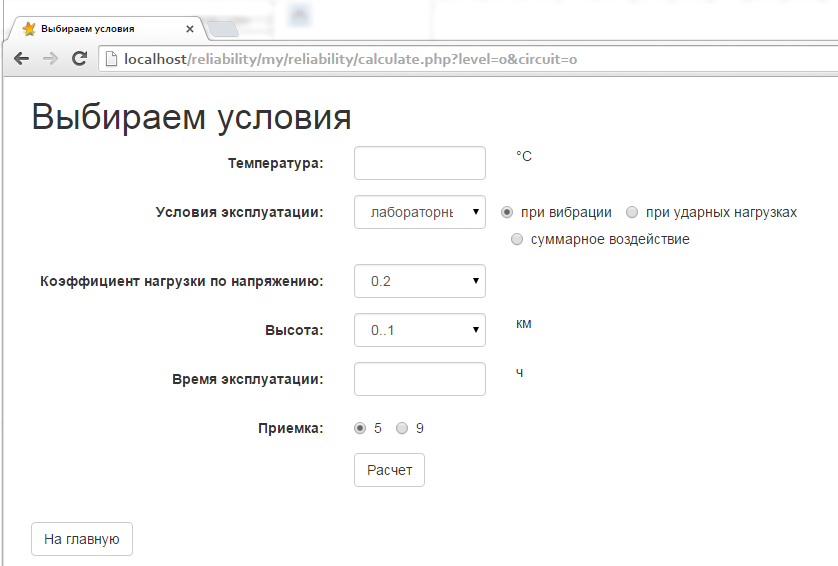 Выбираем условия
localhost/reliability/my/reliability/calculate.php?level=o&circuit=o
Выбираем условия
Температура: °C
Условия эксплуатации: лабораторны при вибрации при ударных нагрузках
суммарное воздействие
Коэффициент нагрузки по напряжению: 0.2
Высота: 0..1 км
Время эксплуатации: ч
Приемка: 5 9
Расчет
На главную